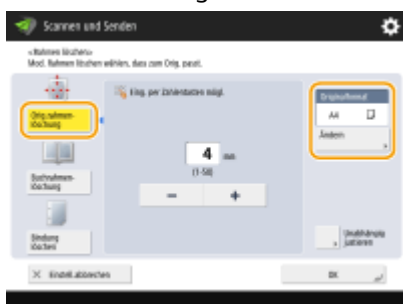 Scannen und Senden
<Rahmen löschen>
Mod. Rahmen löschen wählen, dass zum Orig. passt.
Orig.rahmen-
löschung
Buchrahmen-
löschung
Bindung
löschen
Eing. per Zahlentasten mögl.
4 mm
(1-50)
−
+
Originalformat
A4
Ändern
Unabhängig
justieren
× Einstell. abbrechen
OK